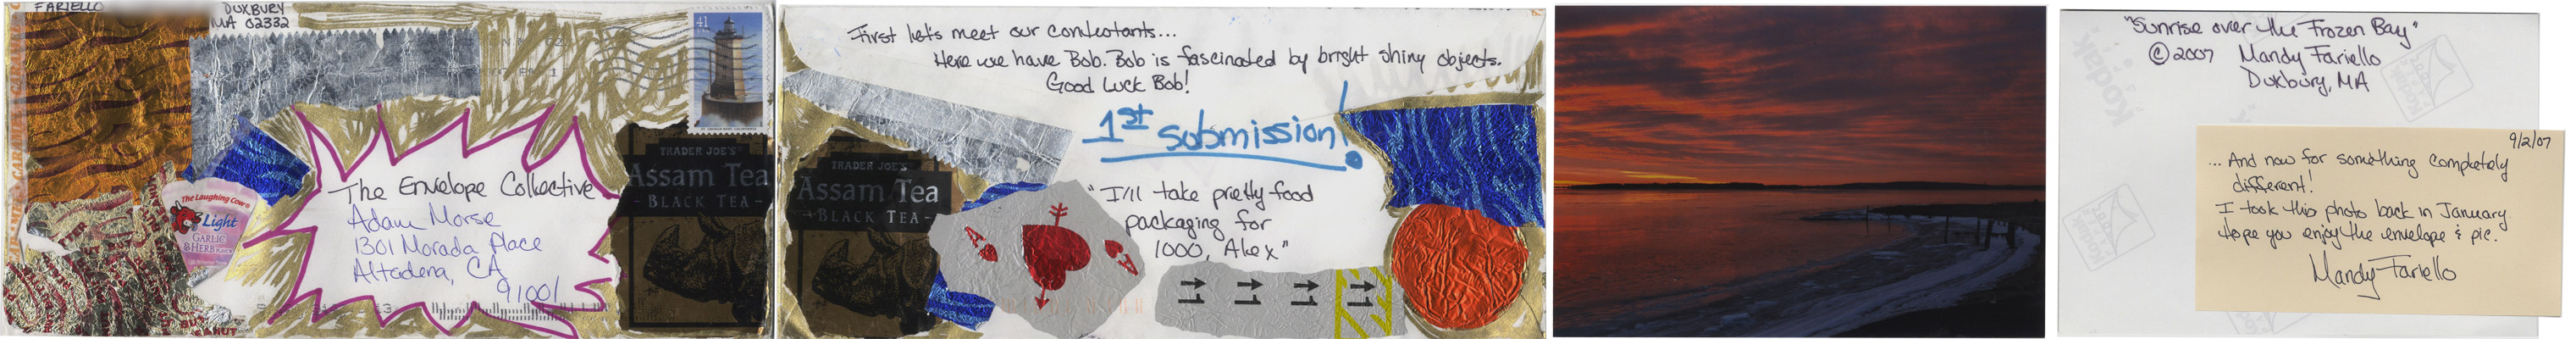 FARIELLO
DUXBURY
MA 02332
41
TRADER JOE'S
Assam Tea
- BLACK TEA -
The Laughing Cow
Light
GARLIC
& HERB
The Envelope Collective
Adam Morse
1301 Morada Place
Altadena, CA
91001
First let's meet our contestants...
Here we have Bob. Bob is fascinated by bright shiny objects.
Good Luck Bob!
1st submission!
TRADER JOE'S
Assam Tea
- BLACK TEA -
A
A
"I'll take pretty food
packaging for
1000, Alex"
"Sunrise over the Frozen Bay"
© 2007 Mandy Fariello
Duxbury, MA
Kodak
9/2/07
... And now for something completely
different!
I took this photo back in January.
Hope you enjoy the envelope & pic.
Mandy Fariello